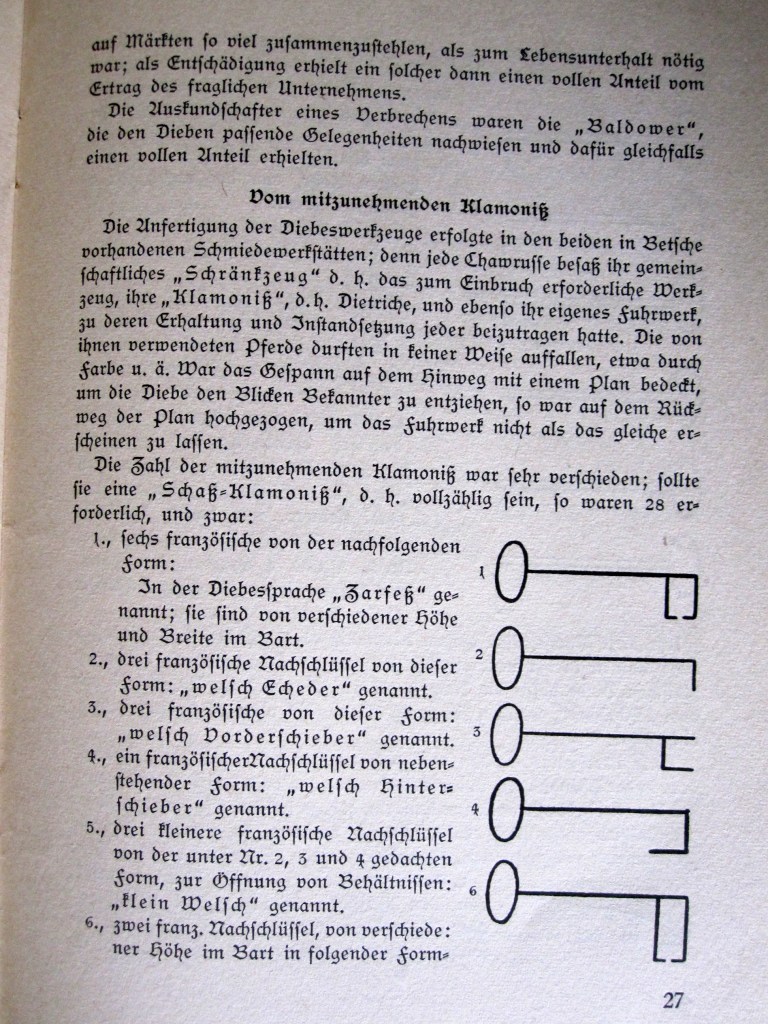 auf Märkten so viel zusammenzustehlen, als zum Lebensunterhalt nötig
war; als Entschädigung erhielt ein solcher dann einen vollen Anteil vom
Ertrag des fraglichen Unternehmens.
Die Auskundschafter eines Verbrechens waren die „Baldower“,
die den Dieben passende Gelegenheiten nachwiesen und dafür gleichfalls
einen vollen Anteil erhielten.
Vom mitzunehmenden Klamoniß
Die Anfertigung der Diebeswerkzeuge erfolgte in den beiden in Betsche
vorhandenen Schmiedewerkstätten; denn jede Chawrusse besaß ihr gemein-
schaftliches „Schränkzeug“ d. h. das zum Einbruch erforderliche Werk-
zeug, ihre „Klamoniß“, d. h. Dietriche, und ebenso ihr eigenes Fuhrwerk,
zu deren Erhaltung und Instandsetzung jeder beizutragen hatte. Die von
ihnen verwendeten Pferde durften in keiner Weise auffallen, etwa durch
Farbe u. ä. War das Gespann auf dem Hinweg mit einem Plan bedeckt,
um die Diebe den Blicken Bekannter zu entziehen, so war auf dem Rück-
weg der Plan hochgezogen, um das Fuhrwerk nicht als das gleiche er-
scheinen zu lassen.
Die Zahl der mitzunehmenden Klamoniß war sehr verschieden; sollte
sie eine „Schaß-Klamoniß“, d. h. vollzählig sein, so waren 28 er-
forderlich, und zwar:
1., sechs französische von der nachfolgenden
Form:
In der Diebessprache „Zarfeß“ ge-
nannt; sie sind von verschiedener Höhe
und Breite im Bart.
2., drei französische Nachschlüssel von dieser
Form: „welsch Echeder“ genannt.
3., drei französische von dieser Form:
„welsch Vorderschieber“ genannt.
4., ein französischer Nachschlüssel von neben-
stehender Form: „welsch Hinter-
schieber“ genannt.
5., drei kleinere französische Nachschlüssel
von der unter Nr. 2, 3 und 4 gedachten
Form, zur Öffnung von Behältnissen:
„klein Welsch“ genannt.
6., zwei franz. Nachschlüssel, von verschiede:
ner Höhe im Bart in folgender Form-
1
2
3
4
6
27